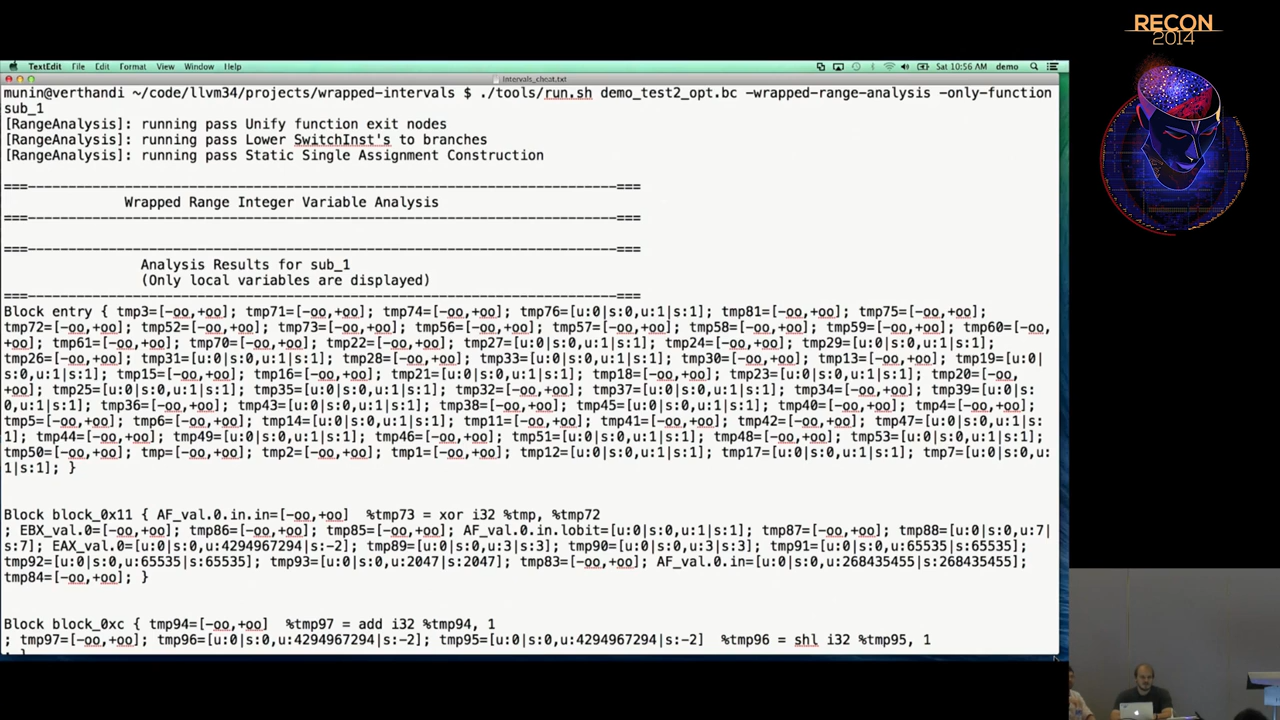 RECON
2014
TextEdit File Edit Format View Window Help
Sat 10:56 AM demo
intervals_cheat.txt
munin@verthandi ~/code/llvm34/projects/wrapped-intervals $ ./tools/run.sh demo_test2_opt.bc -wrapped-range-analysis -only-function
sub_1
[RangeAnalysis]: running pass Unify function exit nodes
[RangeAnalysis]: running pass Lower SwitchInst's to branches
[RangeAnalysis]: running pass Static Single Assignment Construction
===-------------------------------------------------------------------------===
Wrapped Range Integer Variable Analysis
===-------------------------------------------------------------------------===
===-------------------------------------------------------------------------===
Analysis Results for sub_1
(Only local variables are displayed)
===-------------------------------------------------------------------------===
Block entry { tmp3=[-oo,+oo]; tmp71=[-oo,+oo]; tmp74=[-oo,+oo]; tmp76=[u:0|s:0,u:1|s:1]; tmp81=[-oo,+oo]; tmp75=[-oo,+oo];
tmp72=[-oo,+oo]; tmp52=[-oo,+oo]; tmp73=[-oo,+oo]; tmp56=[-oo,+oo]; tmp57=[-oo,+oo]; tmp58=[-oo,+oo]; tmp59=[-oo,+oo]; tmp60=[-oo,
+oo]; tmp61=[-oo,+oo]; tmp70=[-oo,+oo]; tmp22=[-oo,+oo]; tmp27=[u:0|s:0,u:1|s:1]; tmp24=[-oo,+oo]; tmp29=[u:0|s:0,u:1|s:1];
tmp26=[-oo,+oo]; tmp31=[u:0|s:0,u:1|s:1]; tmp28=[-oo,+oo]; tmp33=[u:0|s:0,u:1|s:1]; tmp30=[-oo,+oo]; tmp13=[-oo,+oo]; tmp19=[u:0|
s:0,u:1|s:1]; tmp15=[-oo,+oo]; tmp16=[-oo,+oo]; tmp21=[u:0|s:0,u:1|s:1]; tmp18=[-oo,+oo]; tmp23=[u:0|s:0,u:1|s:1]; tmp20=[-oo,
+oo]; tmp25=[u:0|s:0,u:1|s:1]; tmp35=[u:0|s:0,u:1|s:1]; tmp32=[-oo,+oo]; tmp37=[u:0|s:0,u:1|s:1]; tmp34=[-oo,+oo]; tmp39=[u:0|s:
0,u:1|s:1]; tmp36=[-oo,+oo]; tmp43=[u:0|s:0,u:1|s:1]; tmp38=[-oo,+oo]; tmp45=[u:0|s:0,u:1|s:1]; tmp40=[-oo,+oo]; tmp4=[-oo,+oo];
tmp5=[-oo,+oo]; tmp6=[-oo,+oo]; tmp14=[u:0|s:0,u:1|s:1]; tmp11=[-oo,+oo]; tmp41=[-oo,+oo]; tmp42=[-oo,+oo]; tmp47=[u:0|s:0,u:1|s:
1]; tmp44=[-oo,+oo]; tmp49=[u:0|s:0,u:1|s:1]; tmp46=[-oo,+oo]; tmp51=[u:0|s:0,u:1|s:1]; tmp48=[-oo,+oo]; tmp53=[u:0|s:0,u:1|s:1];
tmp50=[-oo,+oo]; tmp=[-oo,+oo]; tmp2=[-oo,+oo]; tmp1=[-oo,+oo]; tmp12=[u:0|s:0,u:1|s:1]; tmp17=[u:0|s:0,u:1|s:1]; tmp7=[u:0|s:0,u:
1|s:1]; }
Block block_0x11 { AF_val.0.in.in=[-oo,+oo] %tmp73 = xor i32 %tmp, %tmp72
; EBX_val.0=[-oo,+oo]; tmp86=[-oo,+oo]; tmp85=[-oo,+oo]; AF_val.0.in.lobit=[u:0|s:0,u:1|s:1]; tmp87=[-oo,+oo]; tmp88=[u:0|s:0,u:7|
s:7]; EAX_val.0=[u:0|s:0,u:4294967294|s:-2]; tmp89=[u:0|s:0,u:3|s:3]; tmp90=[u:0|s:0,u:3|s:3]; tmp91=[u:0|s:0,u:65535|s:65535];
tmp92=[u:0|s:0,u:65535|s:65535]; tmp93=[u:0|s:0,u:2047|s:2047]; tmp83=[-oo,+oo]; AF_val.0.in=[u:0|s:0,u:268435455|s:268435455];
tmp84=[-oo,+oo]; }
Block block_0xc { tmp94=[-oo,+oo] %tmp97 = add i32 %tmp94, 1
; tmp97=[-oo,+oo]; tmp96=[u:0|s:0,u:4294967294|s:-2]; tmp95=[u:0|s:0,u:4294967294|s:-2] %tmp96 = shl i32 %tmp95, 1
; }